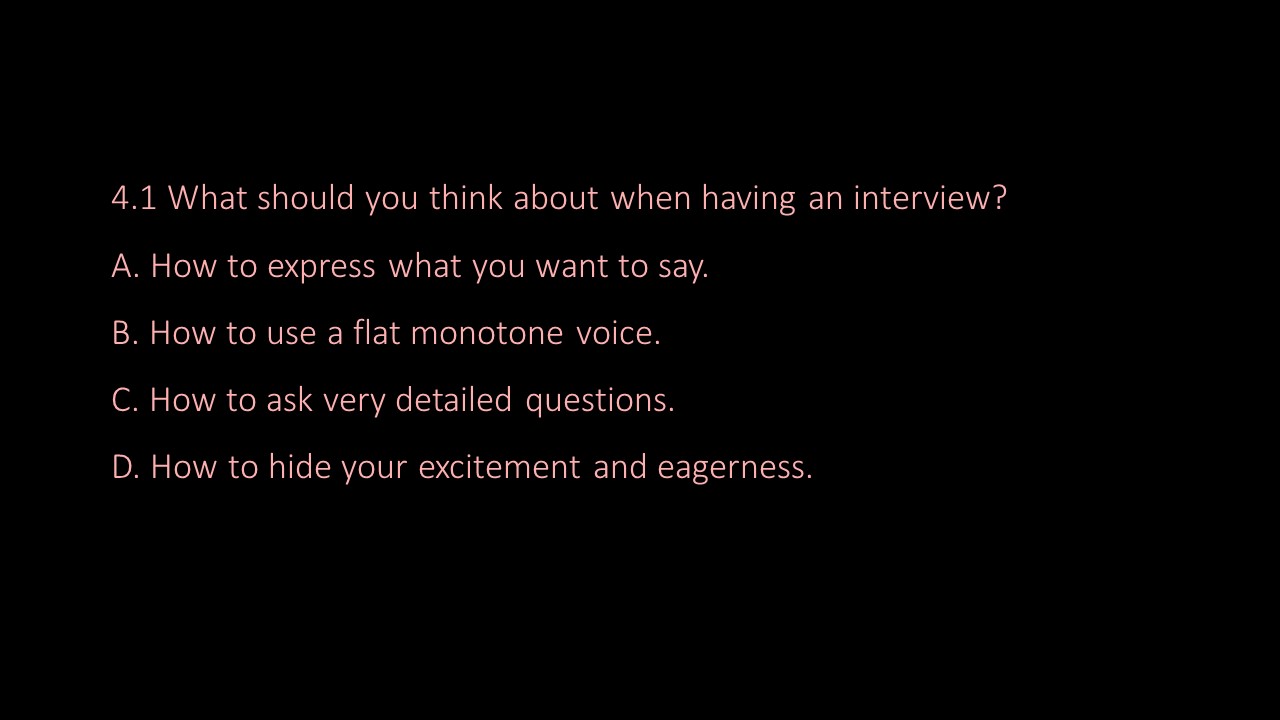 4.1 What should you think about when having an interview?
A. How to express what you want to say.
B. How to use a flat monotone voice.
C. How to ask very detailed questions.
D. How to hide your excitement and eagerness.